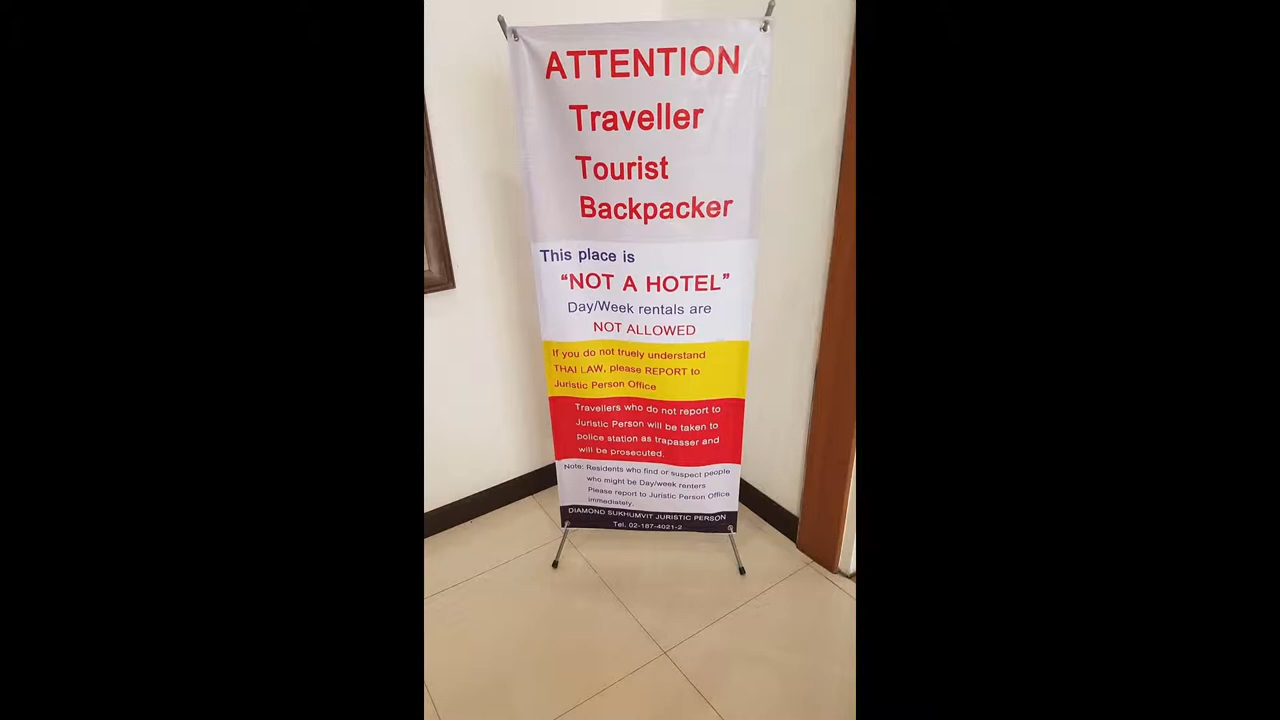 ATTENTION
Traveller
Tourist
Backpacker
This place is
“NOT A HOTEL”
Day/Week rentals are
NOT ALLOWED
If you do not truely understand
THAI LAW, please REPORT to
Juristic Person Office
Travellers who do not report to
Juristic Person will be taken to
police station as trapasser and
will be prosecuted.
Note: Residents who find or suspect people
who might be Day/week renters
Please report to Juristic Person Office
immediately.
DIAMOND SUKHUMVIT JURISTIC PERSON
Tel. 02-187-4021-2